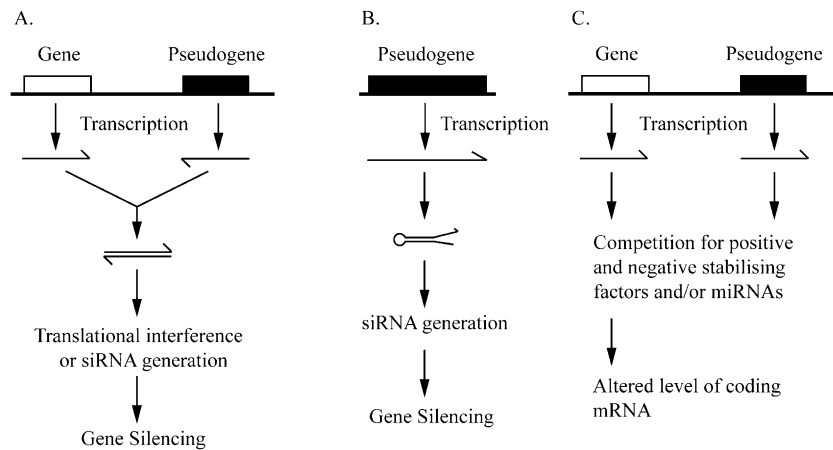 A.
Gene
Pseudogene
Transcription
Translational interference
or siRNA generation
Gene Silencing
B.
Pseudogene
Transcription
siRNA generation
Gene Silencing
C.
Gene
Pseudogene
Transcription
Competition for positive
and negative stabilising
factors and/or miRNAs
Altered level of coding
mRNA